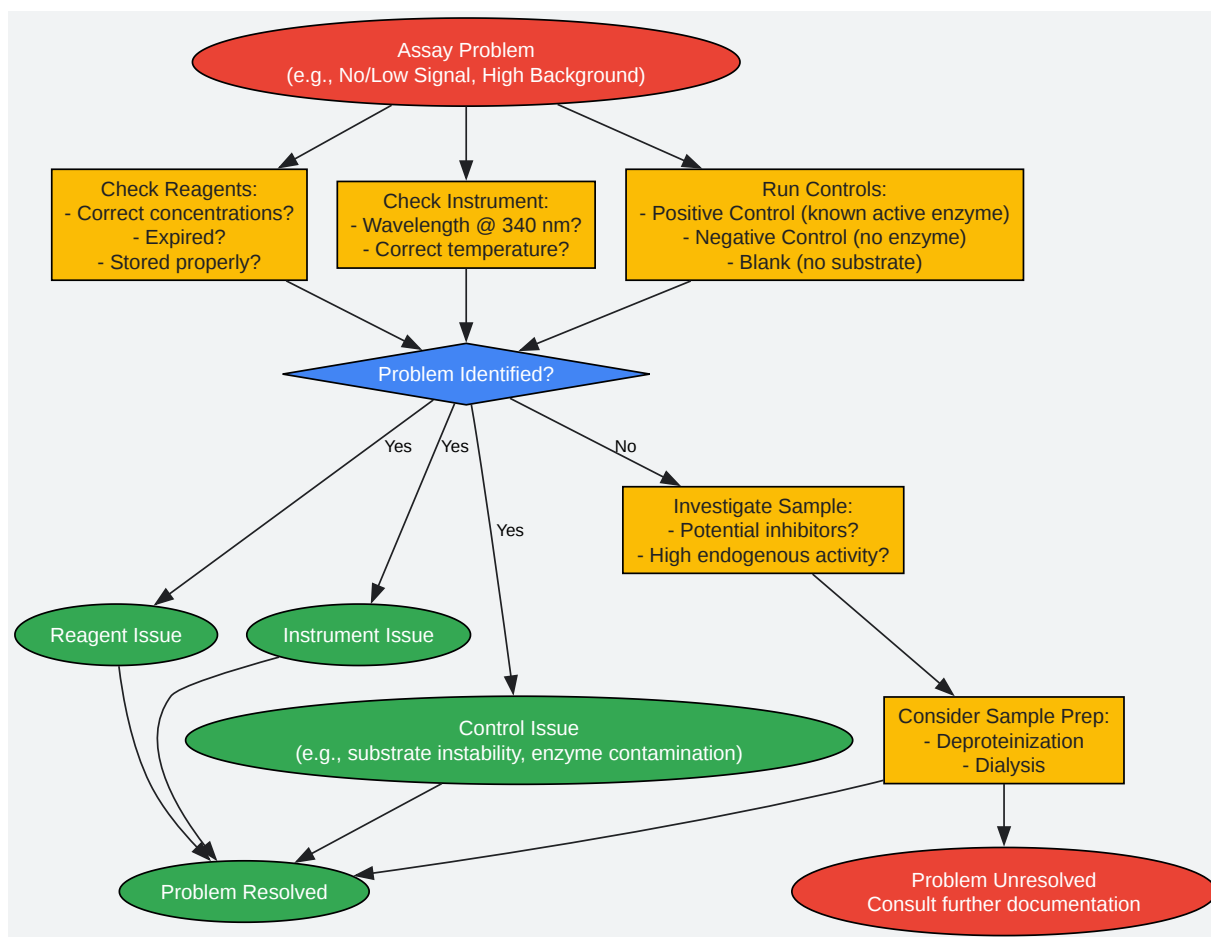 Assay Problem
(e.g., No/Low Signal, High Background)
Check Reagents:
- Correct concentrations?
- Expired?
- Stored properly?
Check Instrument:
- Wavelength @ 340 nm?
- Correct temperature?
Run Controls:
- Positive Control (known active enzyme)
- Negative Control (no enzyme)
- Blank (no substrate)
Problem Identified?
Yes
Yes
No
Yes
Investigate Sample:
- Potential inhibitors?
- High endogenous activity?
Reagent Issue
Instrument Issue
Control Issue
(e.g., substrate instability, enzyme contamination)
Consider Sample Prep:
- Deproteinization
- Dialysis
Problem Resolved
Problem Unresolved
Consult further documentation